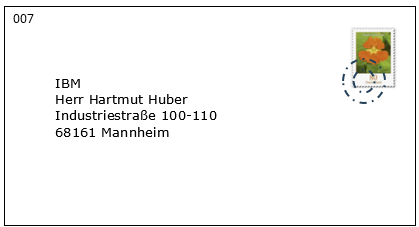 007
IBM
Herr Hartmut Huber
Industriestraße 100-110
68161 Mannheim